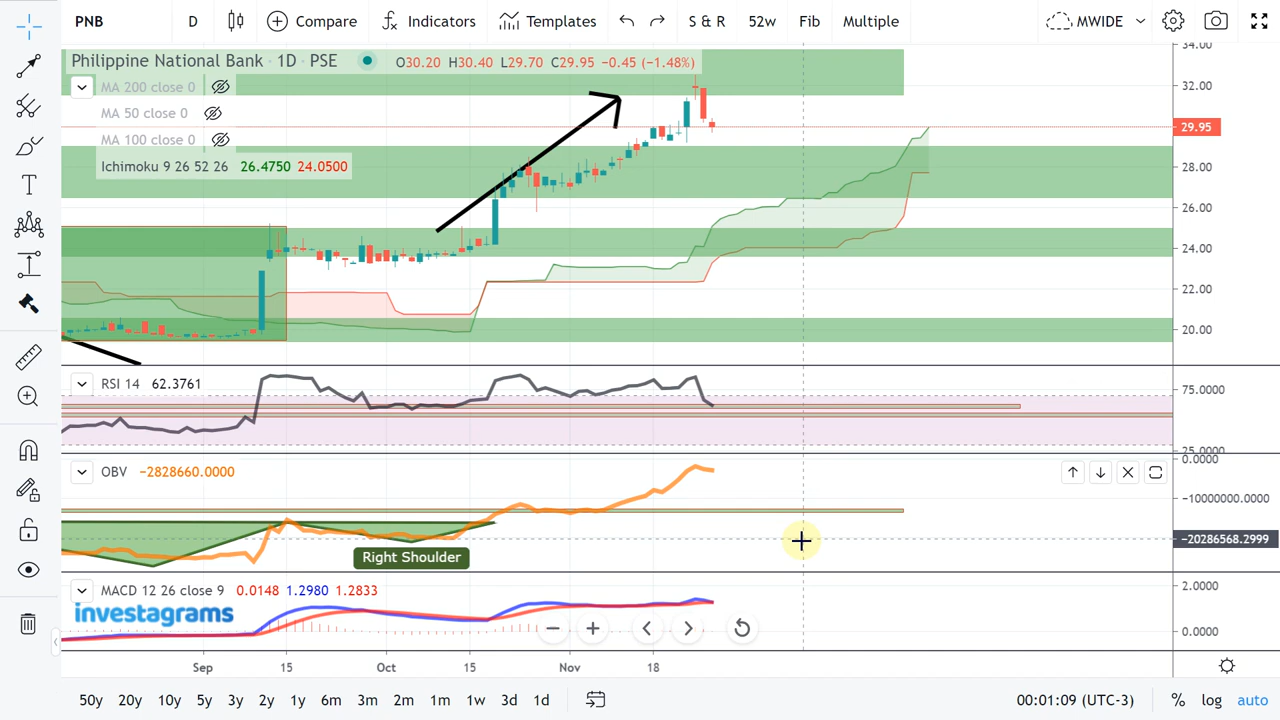 PNB D Compare Indicators Templates S & R 52w Fib Multiple MWIDE
Philippine National Bank · 1D · PSE O30.20 H30.40 L29.70 C29.95 −0.45 (−1.48%)
MA 200 close 0
MA 50 close 0
MA 100 close 0
Ichimoku 9 26 52 26 26.4750 24.0500
34.00
32.00
29.95
28.00
26.00
24.00
22.00
20.00
RSI 14 62.3761
75.0000
25.0000
OBV −2828660.0000
0.0000
−10000000.0000
−20286568.2999
Right Shoulder
MACD 12 26 close 9 0.0148 1.2980 1.2833
2.0000
0.0000
investagrams
Sep 15 Oct 15 Nov 18
50y 20y 10y 5y 3y 2y 1y 6m 3m 2m 1m 1w 3d 1d 00:01:09 (UTC-3) % log auto